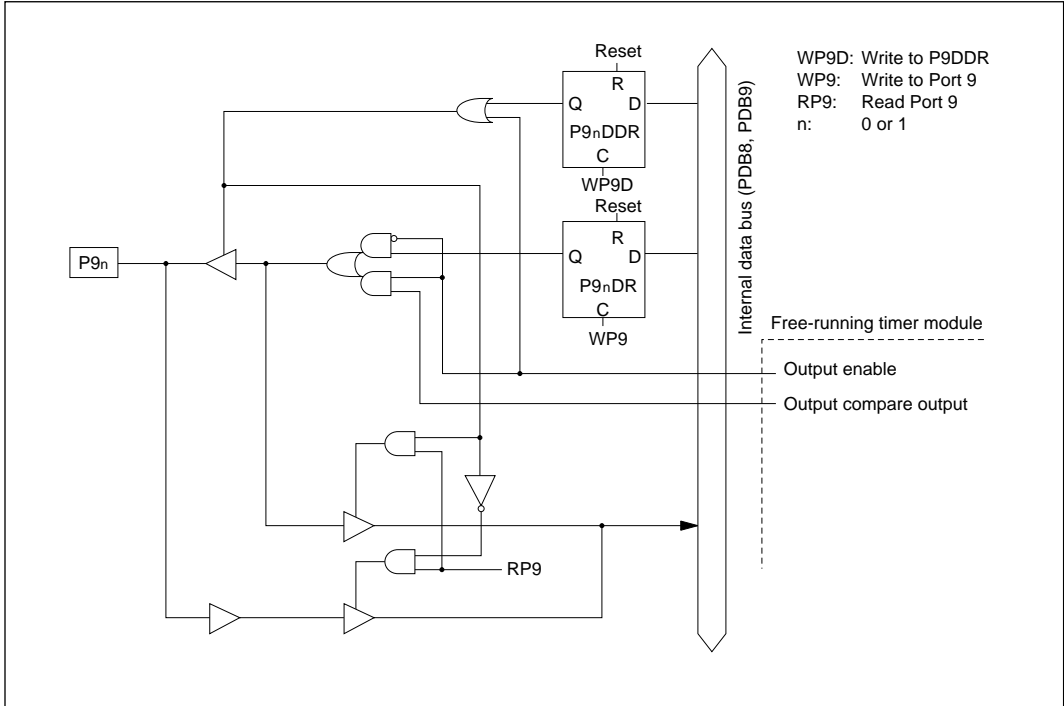 Reset
R
Q D
P9nDDR
C
WP9D
Reset
R
Q D
P9nDR
C
WP9
P9n
Internal data bus (PDB8, PDB9)
WP9D: Write to P9DDR
WP9: Write to Port 9
RP9: Read Port 9
n: 0 or 1
Free-running timer module
Output enable
Output compare output
RP9